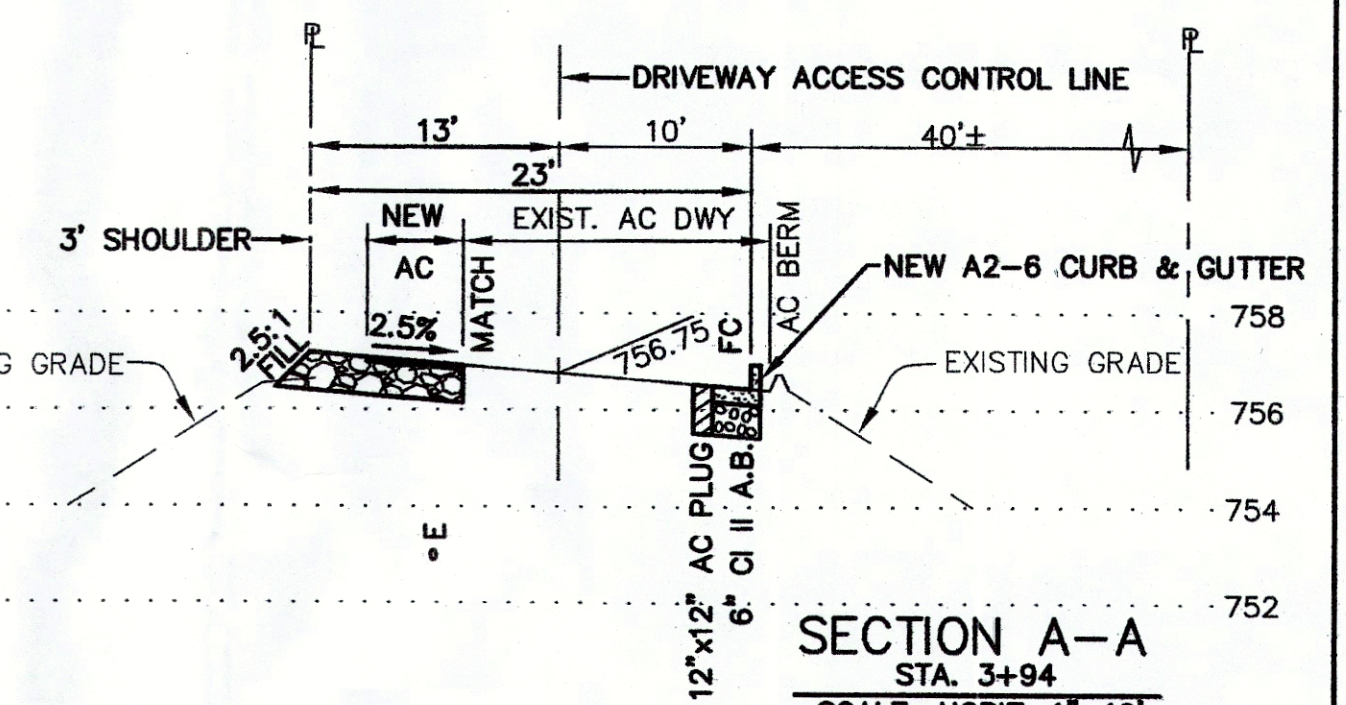 PL
PL
DRIVEWAY ACCESS CONTROL LINE
13'
10'
40'±
23'
3' SHOULDER
NEW
AC
EXIST. AC DWY
MATCH
AC BERM
NEW A2-6 CURB & GUTTER
2.5:1
FILL
2.5%
756.75
FC
758
G GRADE
EXISTING GRADE
756
754
E
12"x12" AC PLUG
6" Cl II A.B.
752
SECTION A-A
STA. 3+94